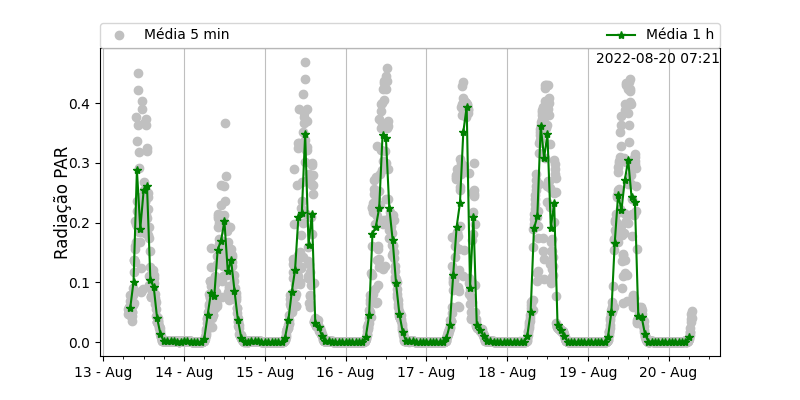 Média 5 min
Média 1 h
2022-08-20 07:21
Radiação PAR
0.4
0.3
0.2
0.1
0.0
13 - Aug
14 - Aug
15 - Aug
16 - Aug
17 - Aug
18 - Aug
19 - Aug
20 - Aug